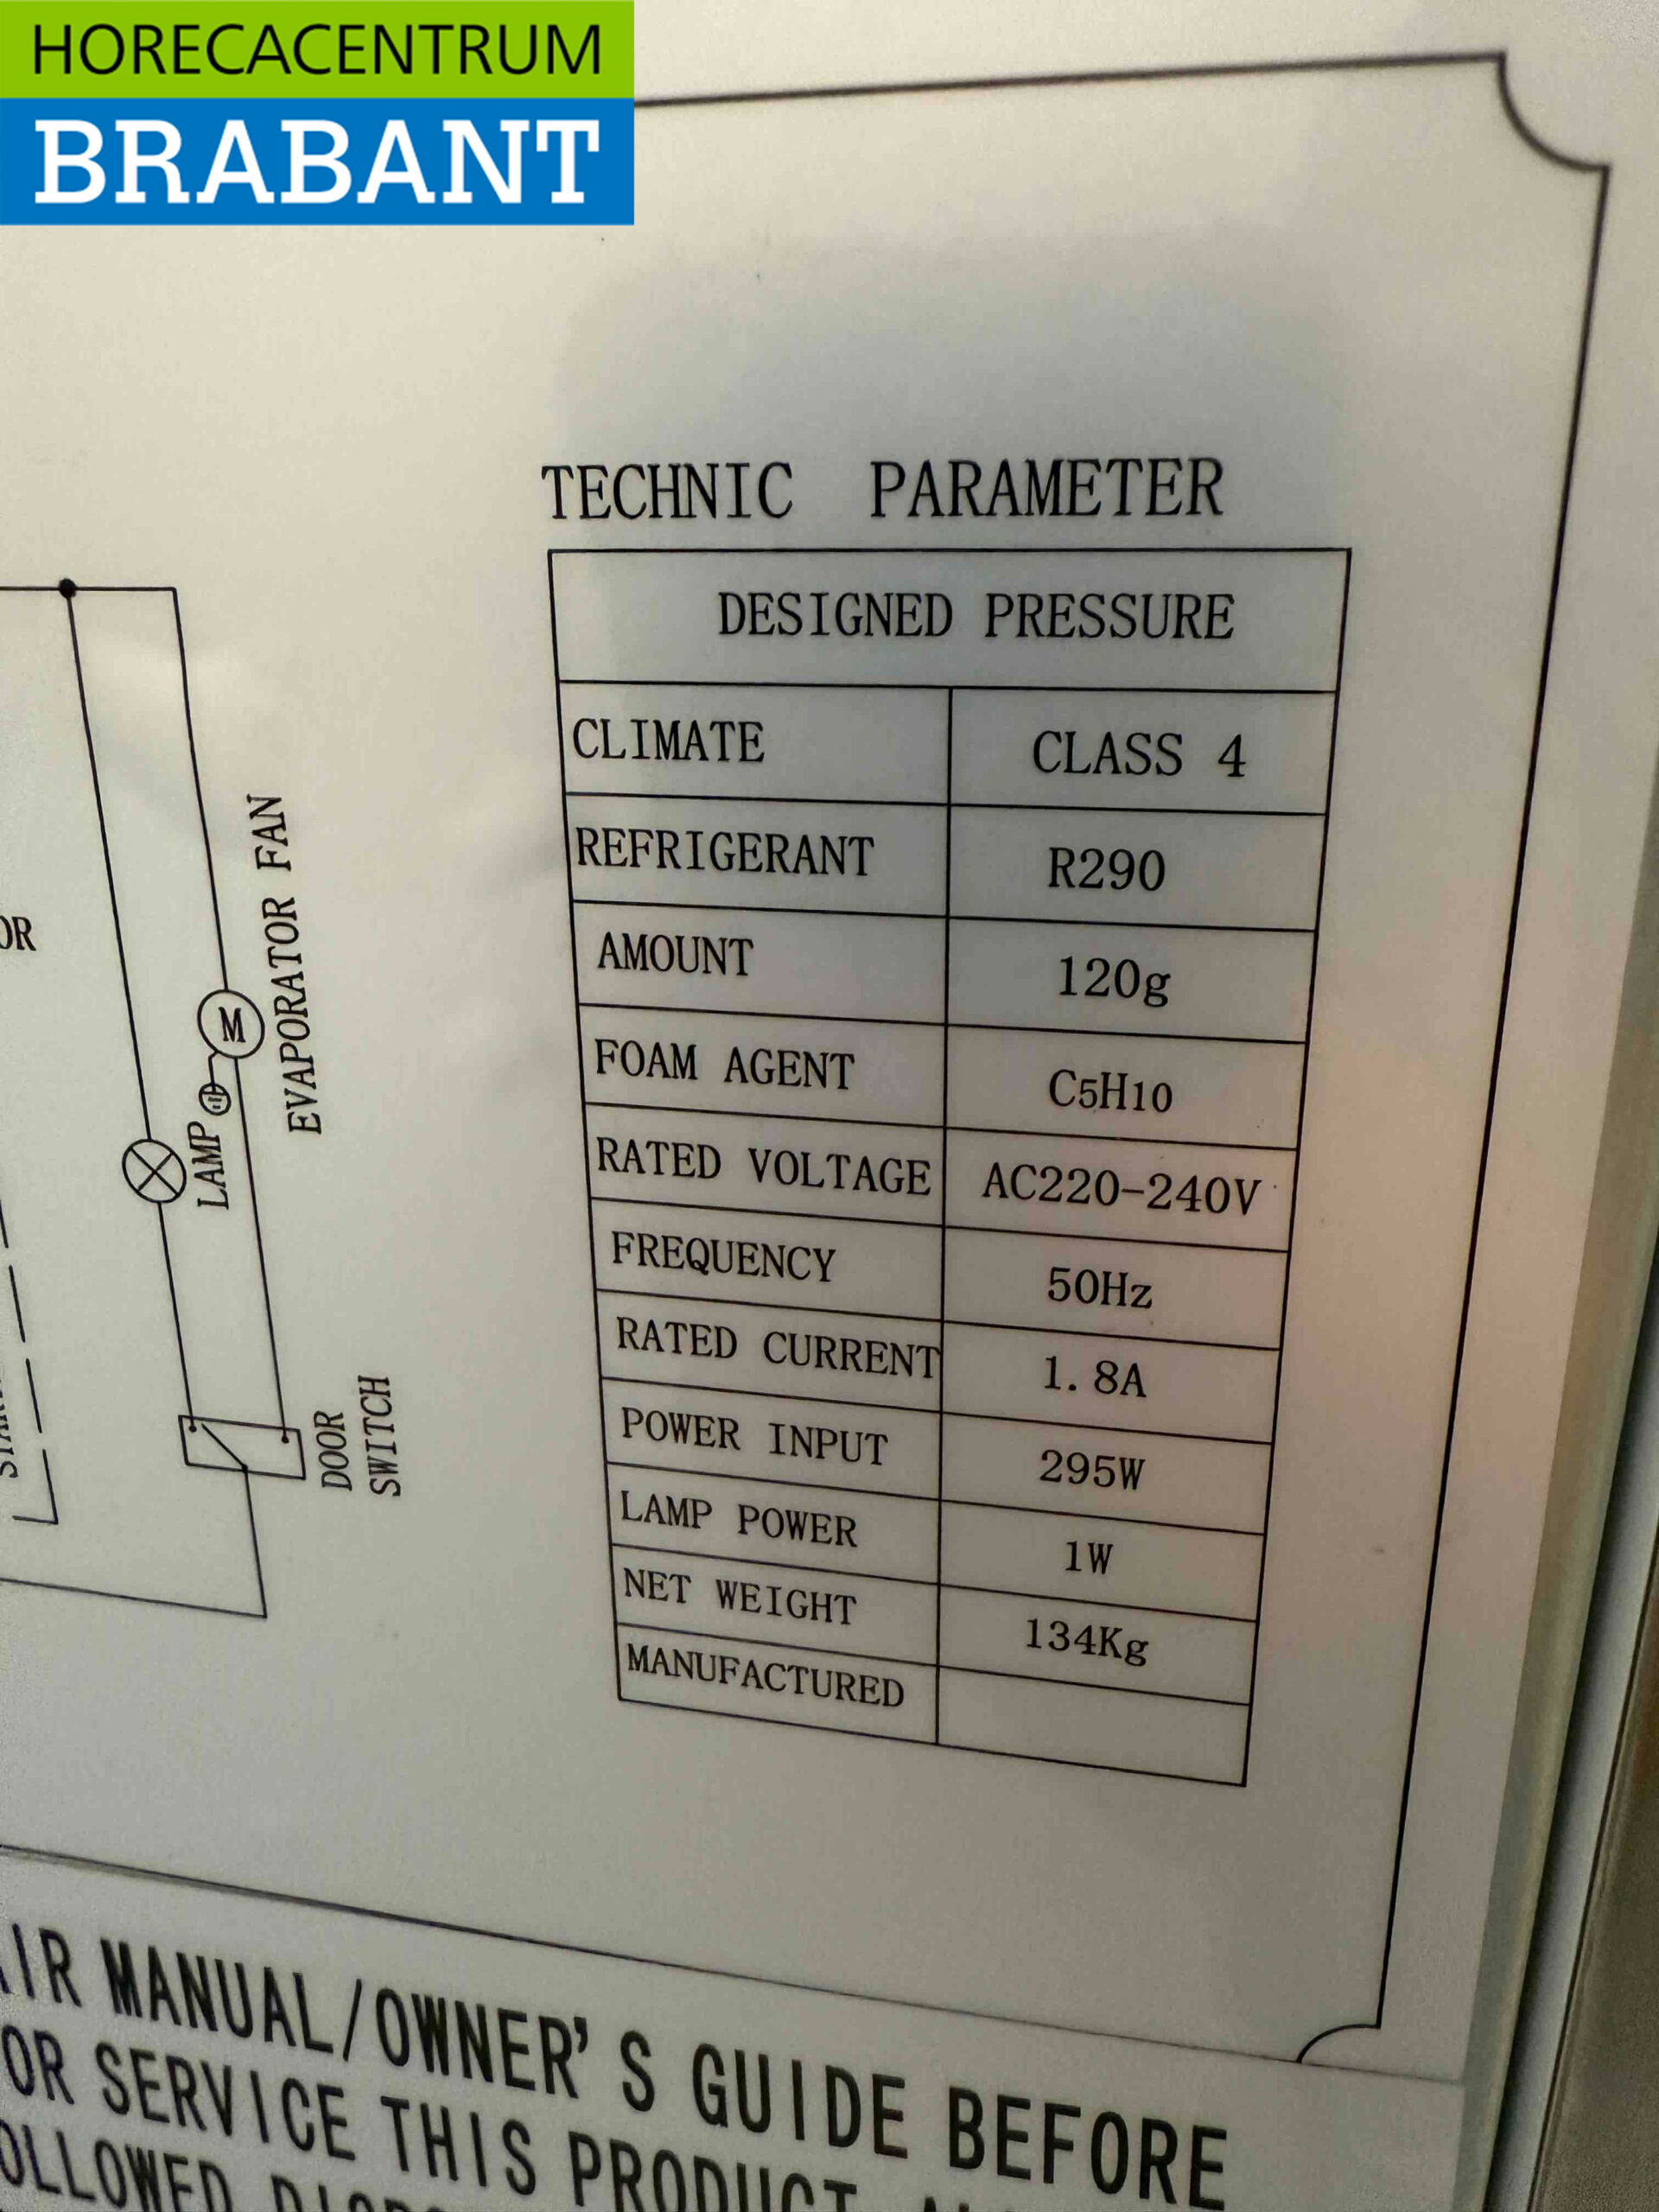 HORECACENTRUM
BRABANT
TECHNIC PARAMETER
DESIGNED PRESSURE
CLIMATE CLASS 4
REFRIGERANT R290
AMOUNT 120g
FOAM AGENT C5H10
RATED VOLTAGE AC220-240V
FREQUENCY 50Hz
RATED CURRENT 1.8A
POWER INPUT 295W
LAMP POWER 1W
NET WEIGHT 134Kg
MANUFACTURED
OR
M
EVAPORATOR FAN
LAMP
DOOR
SWITCH
MANUAL/OWNER'S GUIDE BEFORE
OR SERVICE THIS PRODUCT